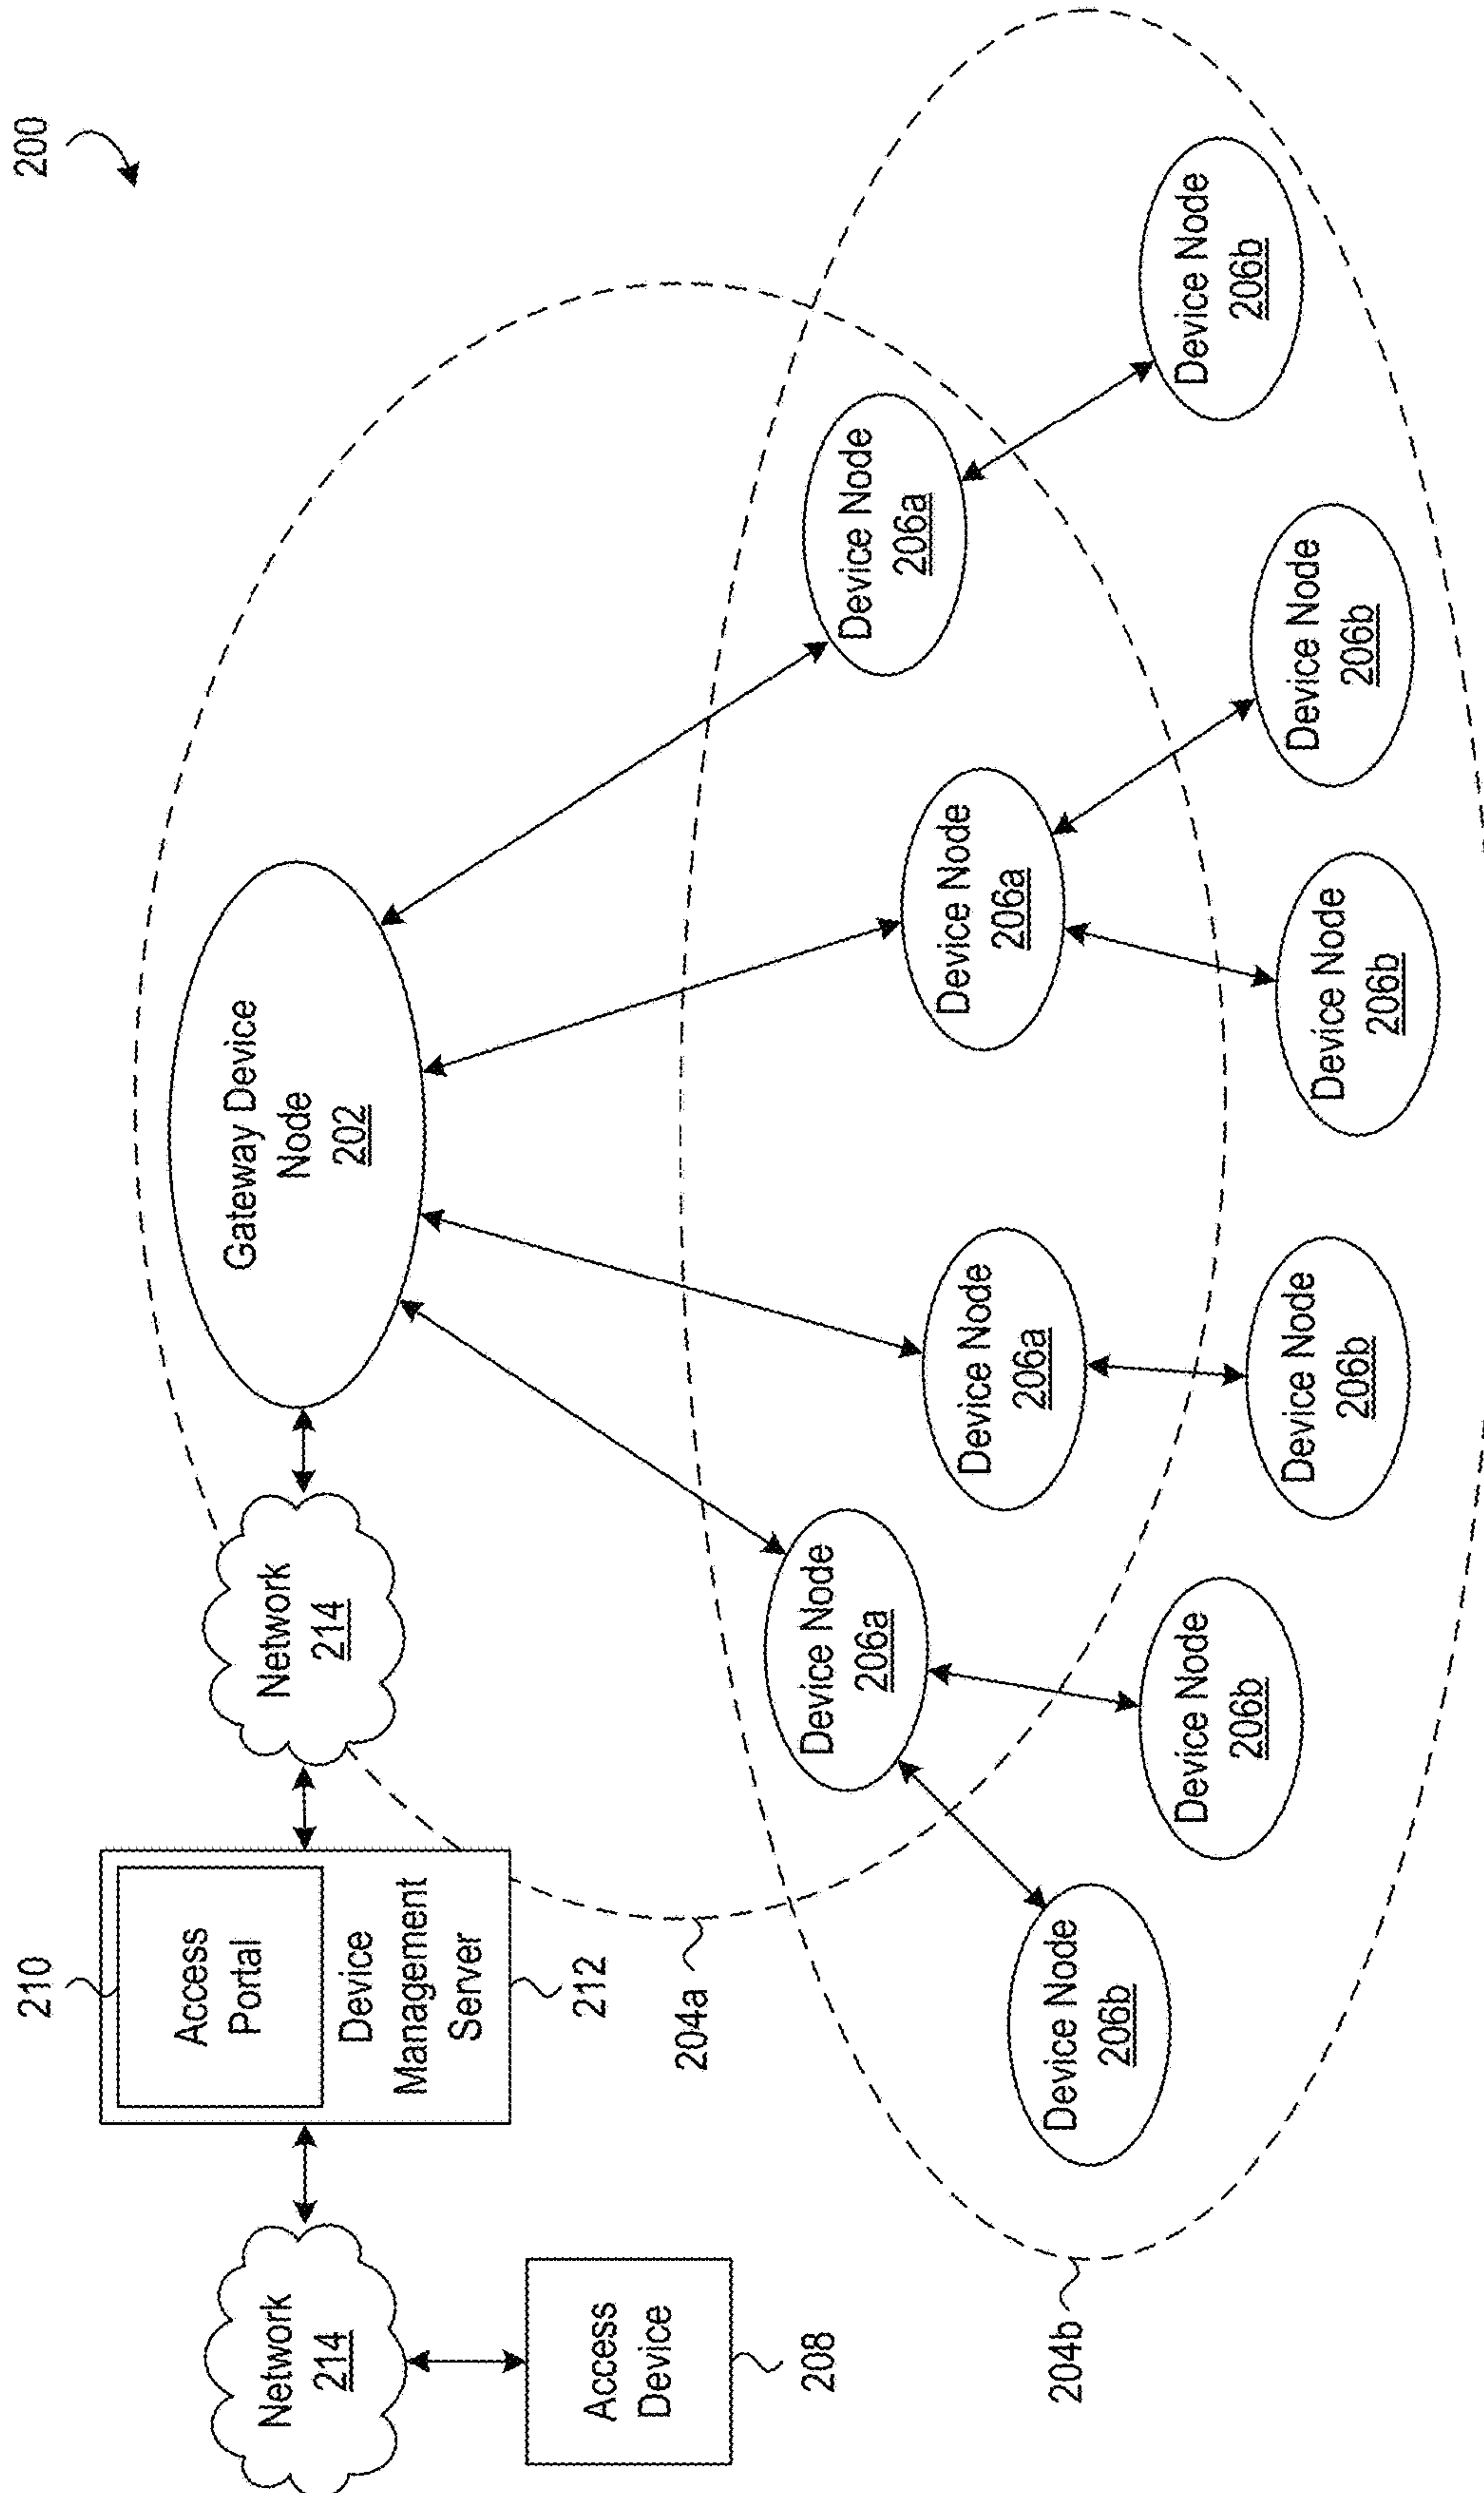 200
210
Access
Portal
Device
Management
Server
212
Network
214
Network
214
Access
Device
208
Gateway Device
Node
202
204a
204b
Device Node
206a
Device Node
206a
Device Node
206a
Device Node
206a
Device Node
206b
Device Node
206b
Device Node
206b
Device Node
206b
Device Node
206b
Device Node
206b